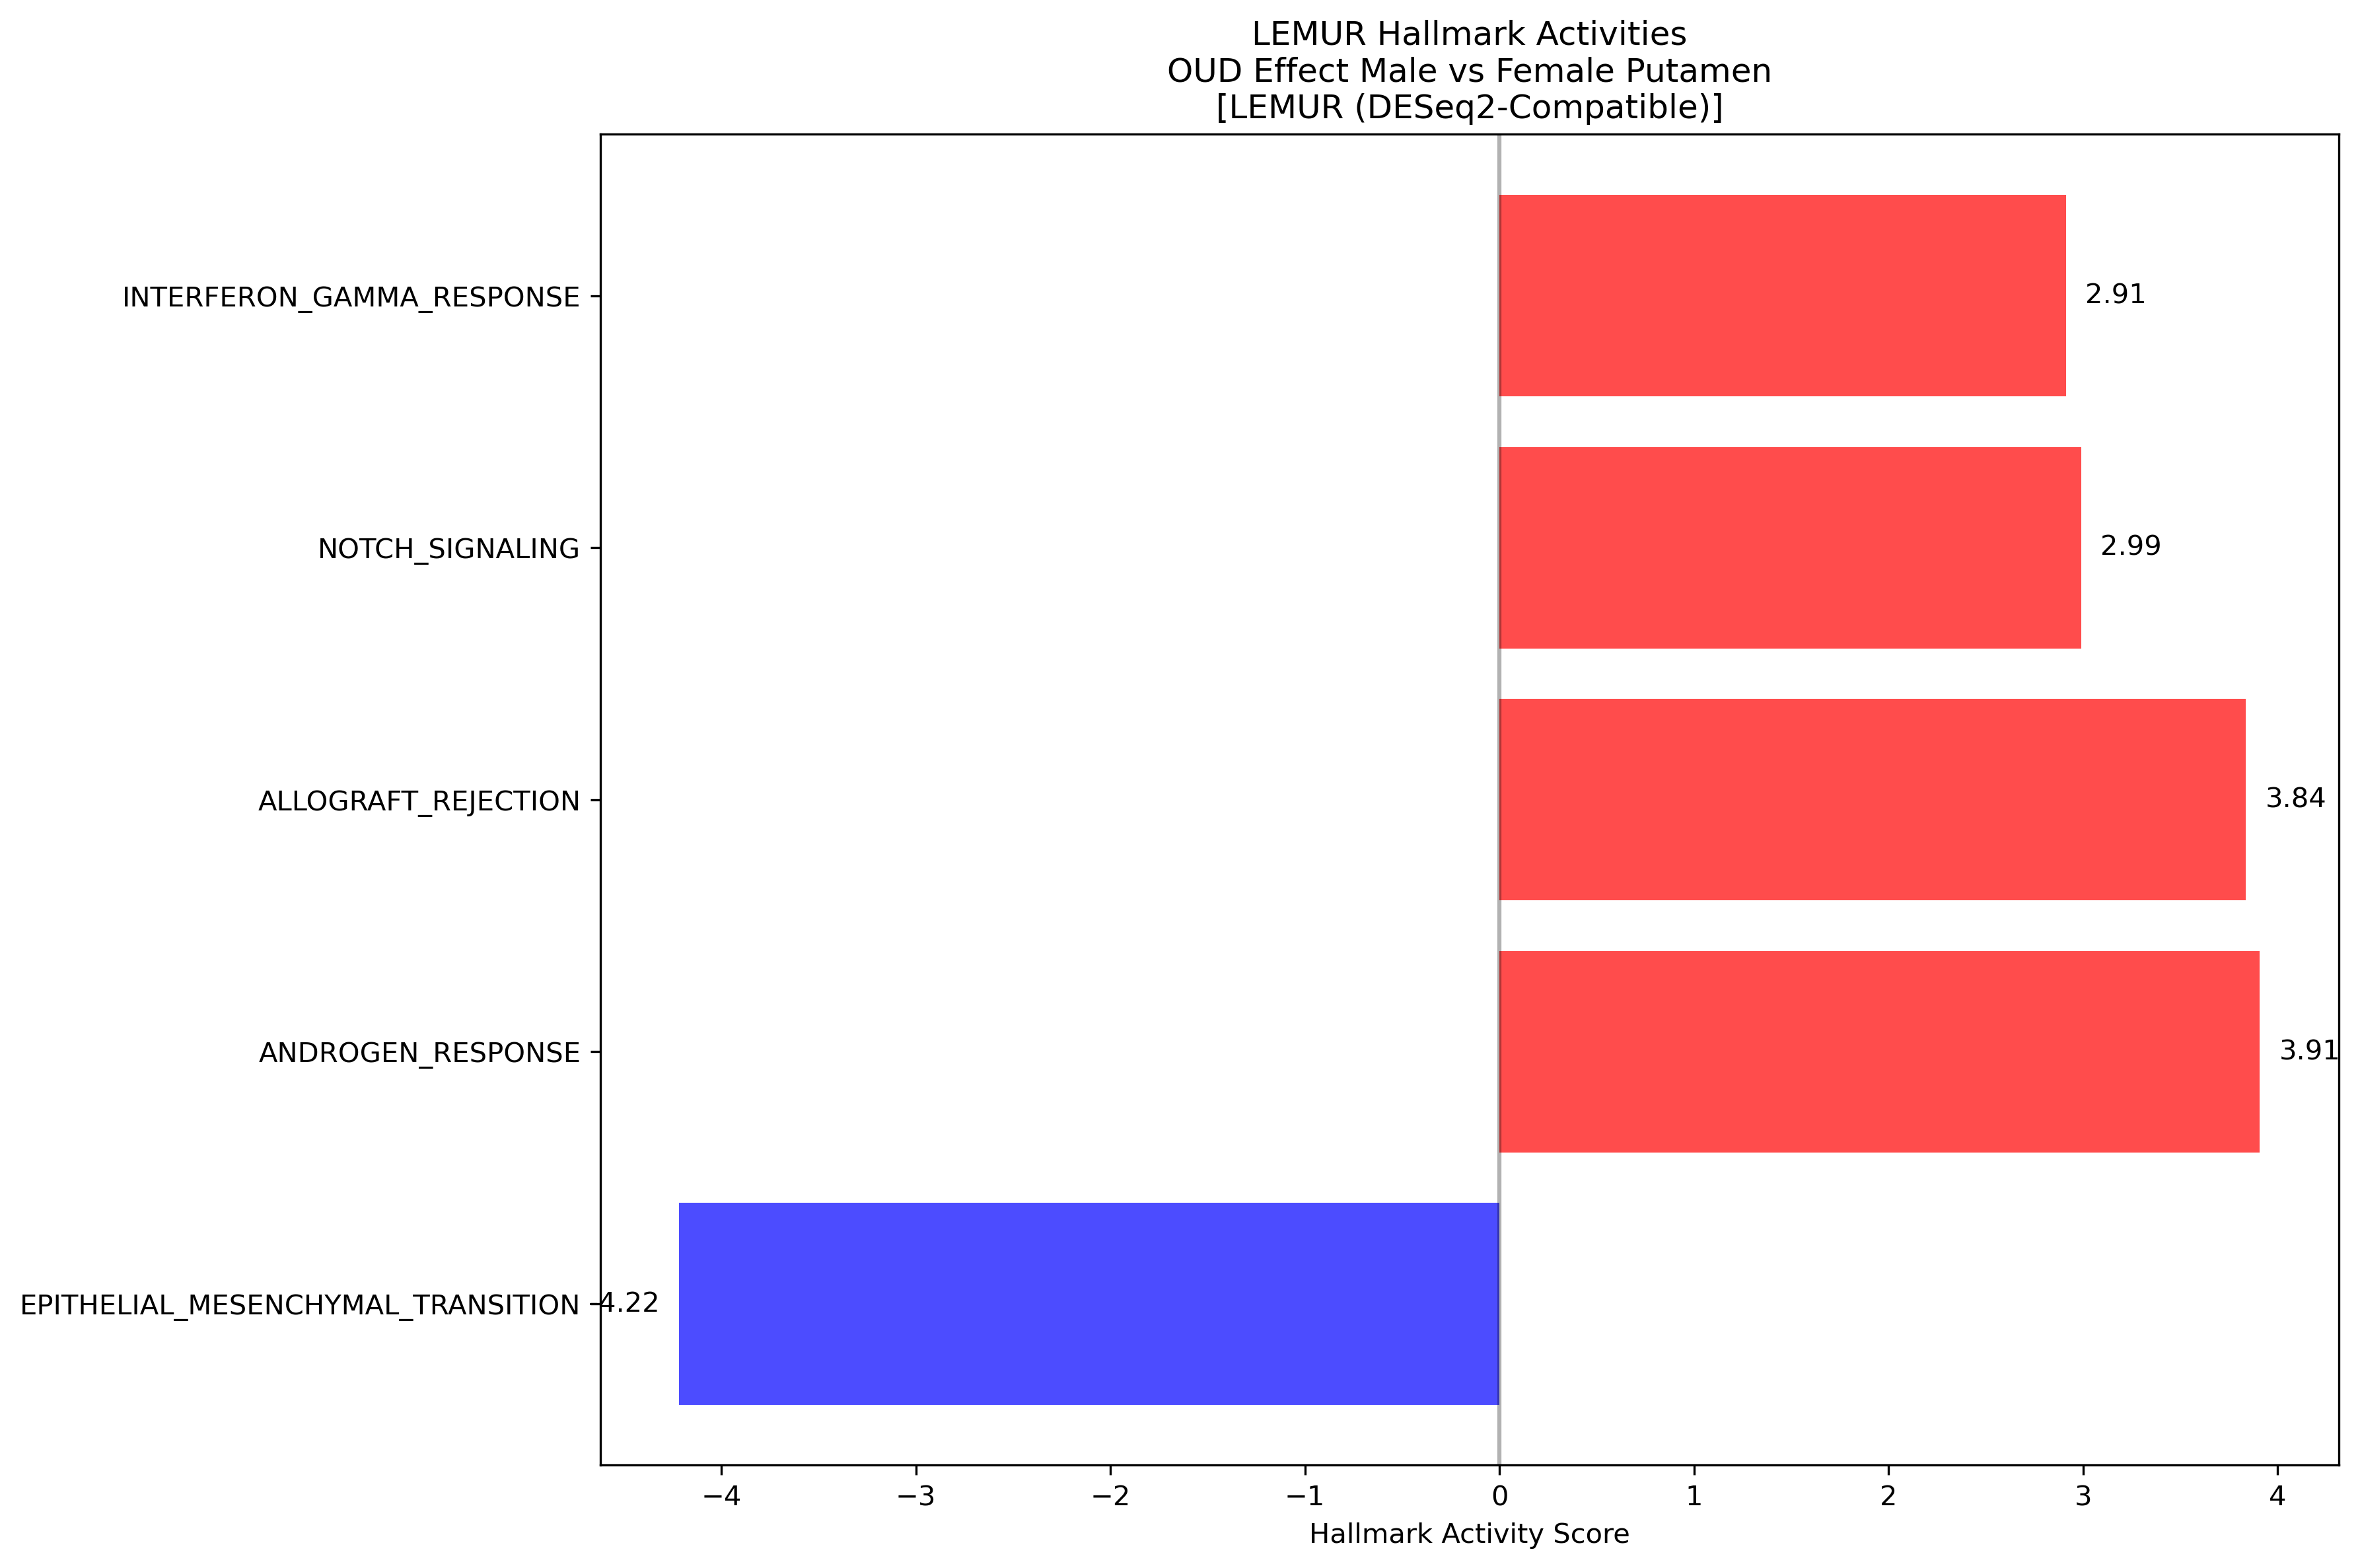 LEMUR Hallmark Activities
OUD Effect Male vs Female Putamen
[LEMUR (DESeq2-Compatible)]
INTERFERON_GAMMA_RESPONSE
2.91
NOTCH_SIGNALING
2.99
ALLOGRAFT_REJECTION
3.84
ANDROGEN_RESPONSE
3.91
EPITHELIAL_MESENCHYMAL_TRANSITION
4.22
−4 −3 −2 −1 0 1 2 3 4
Hallmark Activity Score